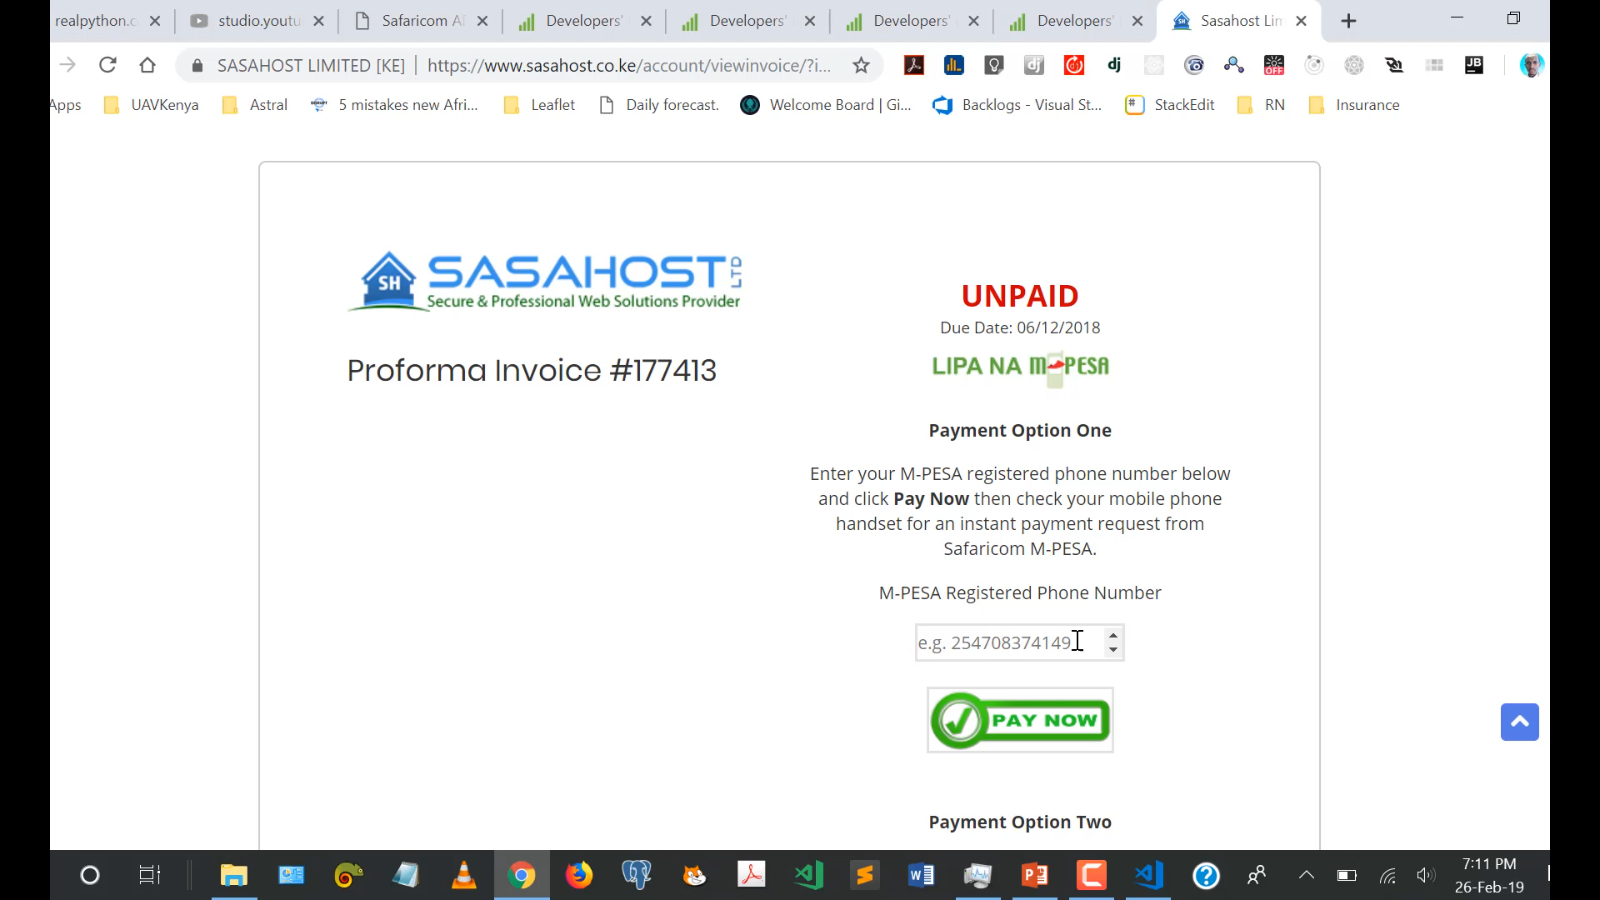 realpython.c
studio.youtu
Safaricom A
Developers'
Developers'
Developers'
Developers'
Sasahost Lim
SASAHOST LIMITED [KE]
https://www.sasahost.co.ke/account/viewinvoice/?i...
OFF
dj
dj
JB
Apps
UAVKenya
Astral
5 mistakes new Afri...
Leaflet
Daily forecast.
Welcome Board | Gi...
Backlogs - Visual St...
StackEdit
RN
Insurance
SH
SASAHOST LTD
Secure & Professional Web Solutions Provider
Proforma Invoice #177413
UNPAID
Due Date: 06/12/2018
LIPA NA M-PESA
Payment Option One
Enter your M-PESA registered phone number below
and click Pay Now then check your mobile phone
handset for an instant payment request from
Safaricom M-PESA.
M-PESA Registered Phone Number
e.g. 254708374149
PAY NOW
Payment Option Two
7:11 PM
26-Feb-19